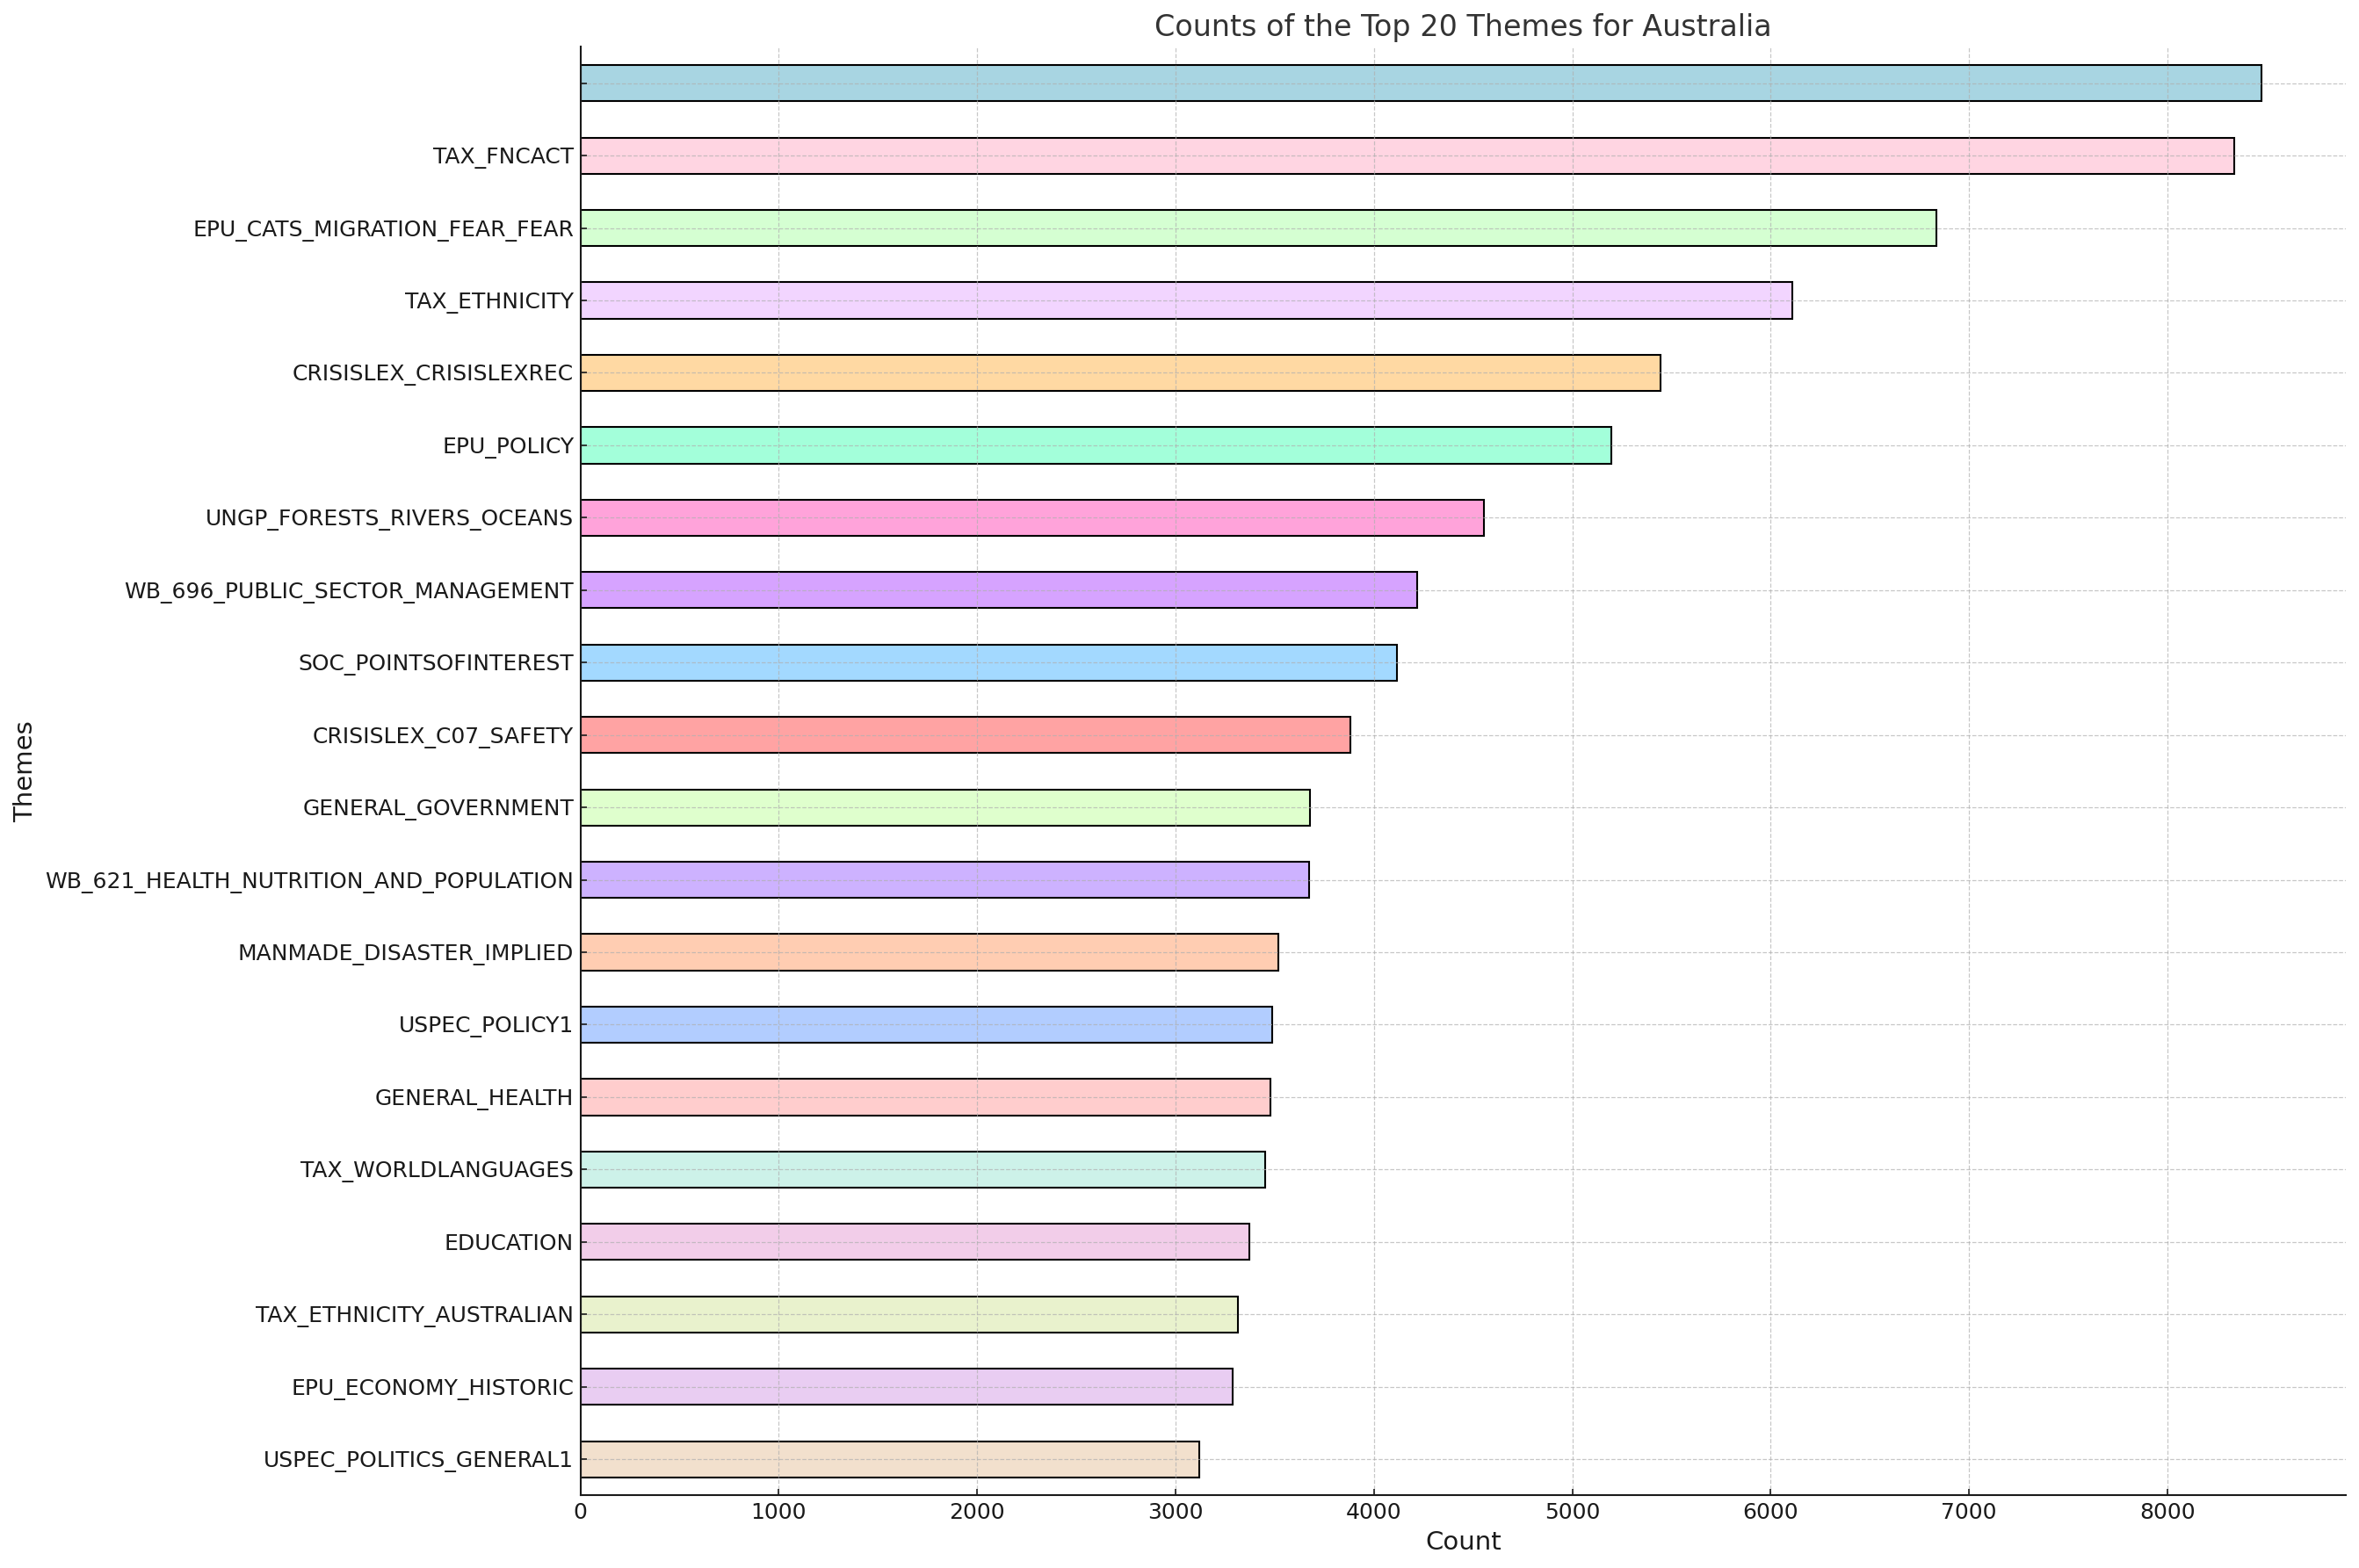 Counts of the Top 20 Themes for Australia
TAX_FNCACT
EPU_CATS_MIGRATION_FEAR_FEAR
TAX_ETHNICITY
CRISISLEX_CRISISLEXREC
EPU_POLICY
UNGP_FORESTS_RIVERS_OCEANS
WB_696_PUBLIC_SECTOR_MANAGEMENT
SOC_POINTSOFINTEREST
CRISISLEX_C07_SAFETY
GENERAL_GOVERNMENT
WB_621_HEALTH_NUTRITION_AND_POPULATION
MANMADE_DISASTER_IMPLIED
USPEC_POLICY1
GENERAL_HEALTH
TAX_WORLDLANGUAGES
EDUCATION
TAX_ETHNICITY_AUSTRALIAN
EPU_ECONOMY_HISTORIC
USPEC_POLITICS_GENERAL1
Themes
0 1000 2000 3000 4000 5000 6000 7000 8000
Count